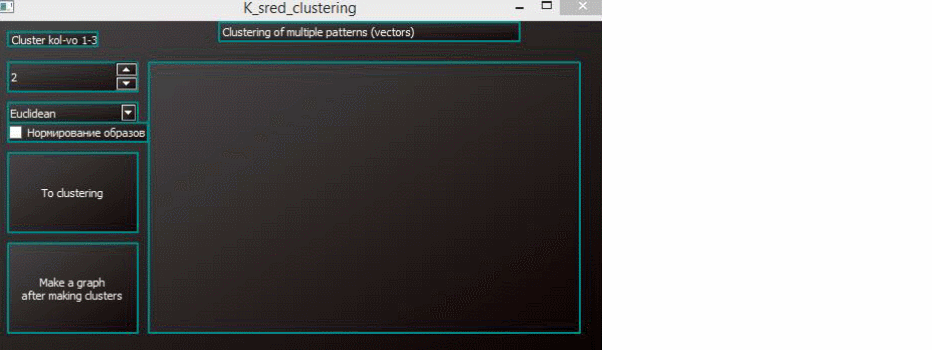 K_sred_clustering
Clustering of multiple patterns (vectors)
Cluster kol-vo 1-3
2
Euclidean
Нормирование образов
To clustering
Make a graph
after making clusters